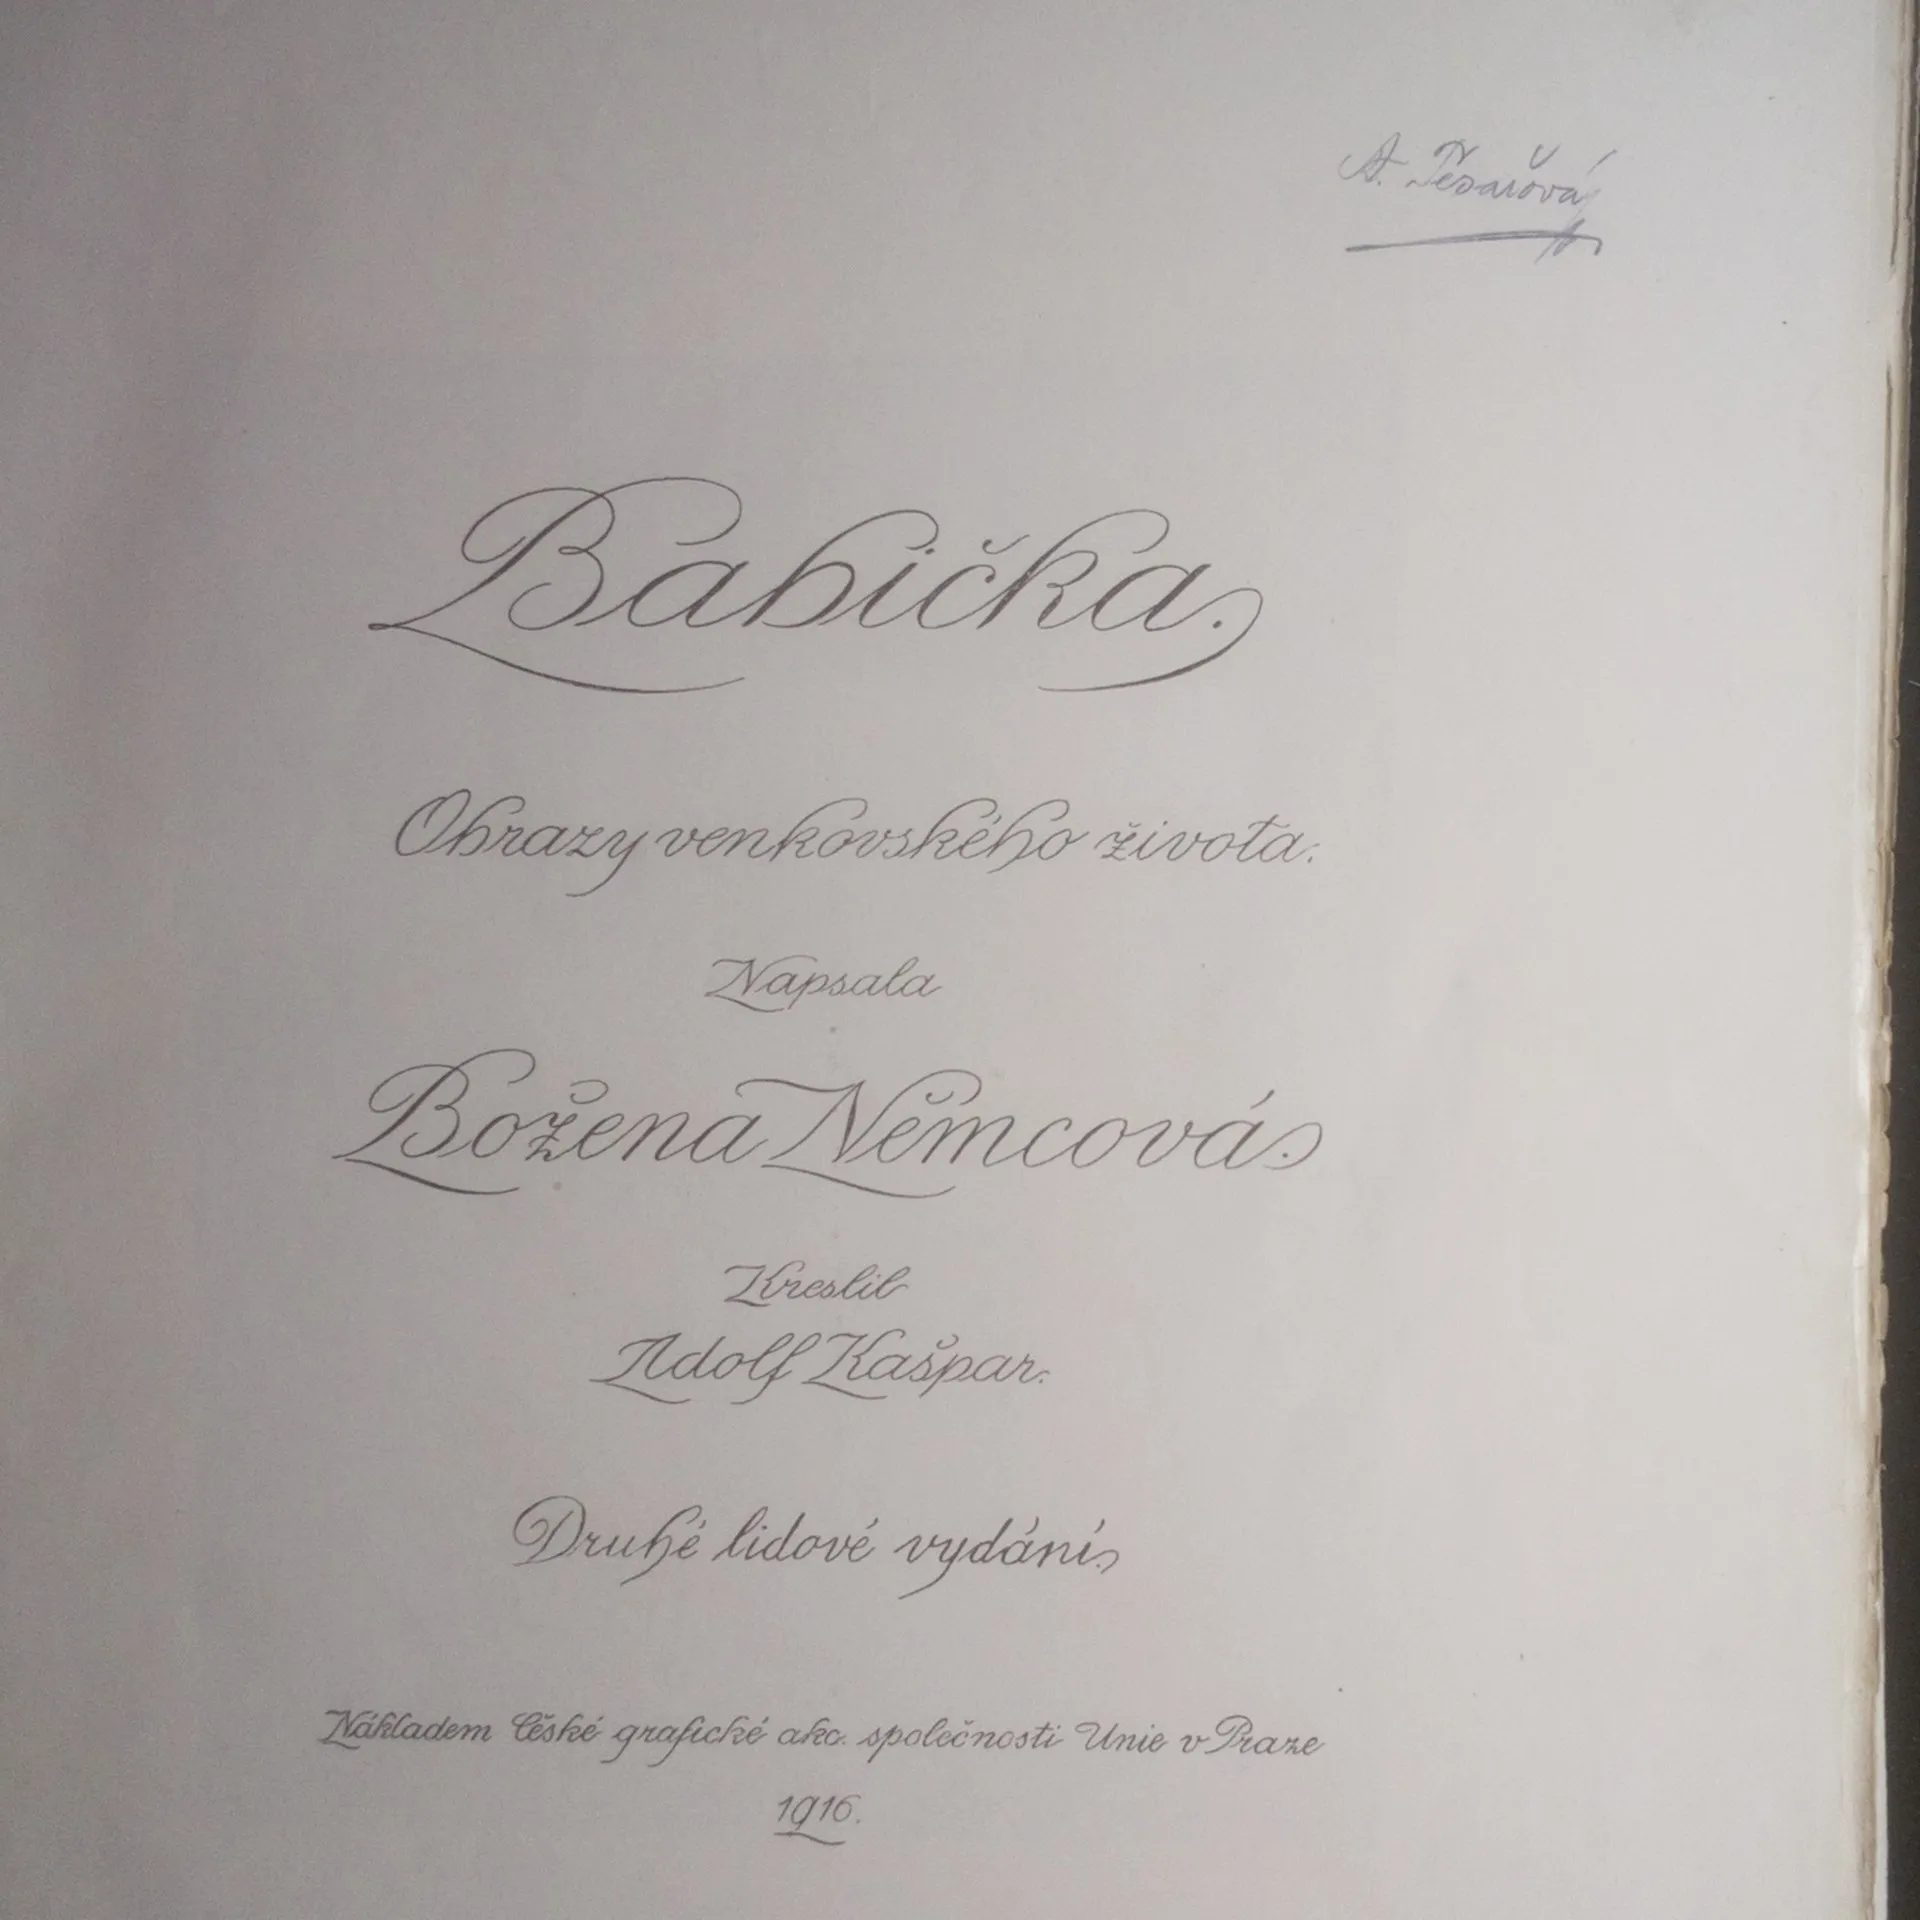 A. Tesařová
Babička.
Obrazy venkovského života.
Napsala
Božena Němcová.
Kreslil
Adolf Kašpar.
Druhé lidové vydání.
Nákladem České grafické akc. společnosti Unie v Praze
1916.